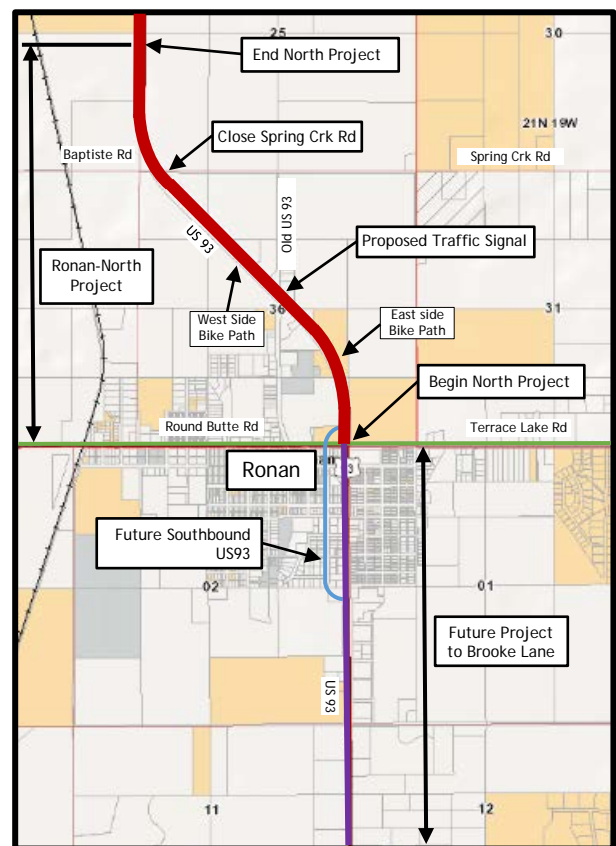 25
30
End North Project
21N 19W
Close Spring Crk Rd
Baptiste Rd
Spring Crk Rd
US 93
Old US 93
Proposed Traffic Signal
Ronan-North
Project
36
31
West Side
Bike Path
East side
Bike Path
Begin North Project
Round Butte Rd
Terrace Lake Rd
Ronan
Future Southbound
US93
02
01
Future Project
to Brooke Lane
US 93
11
12